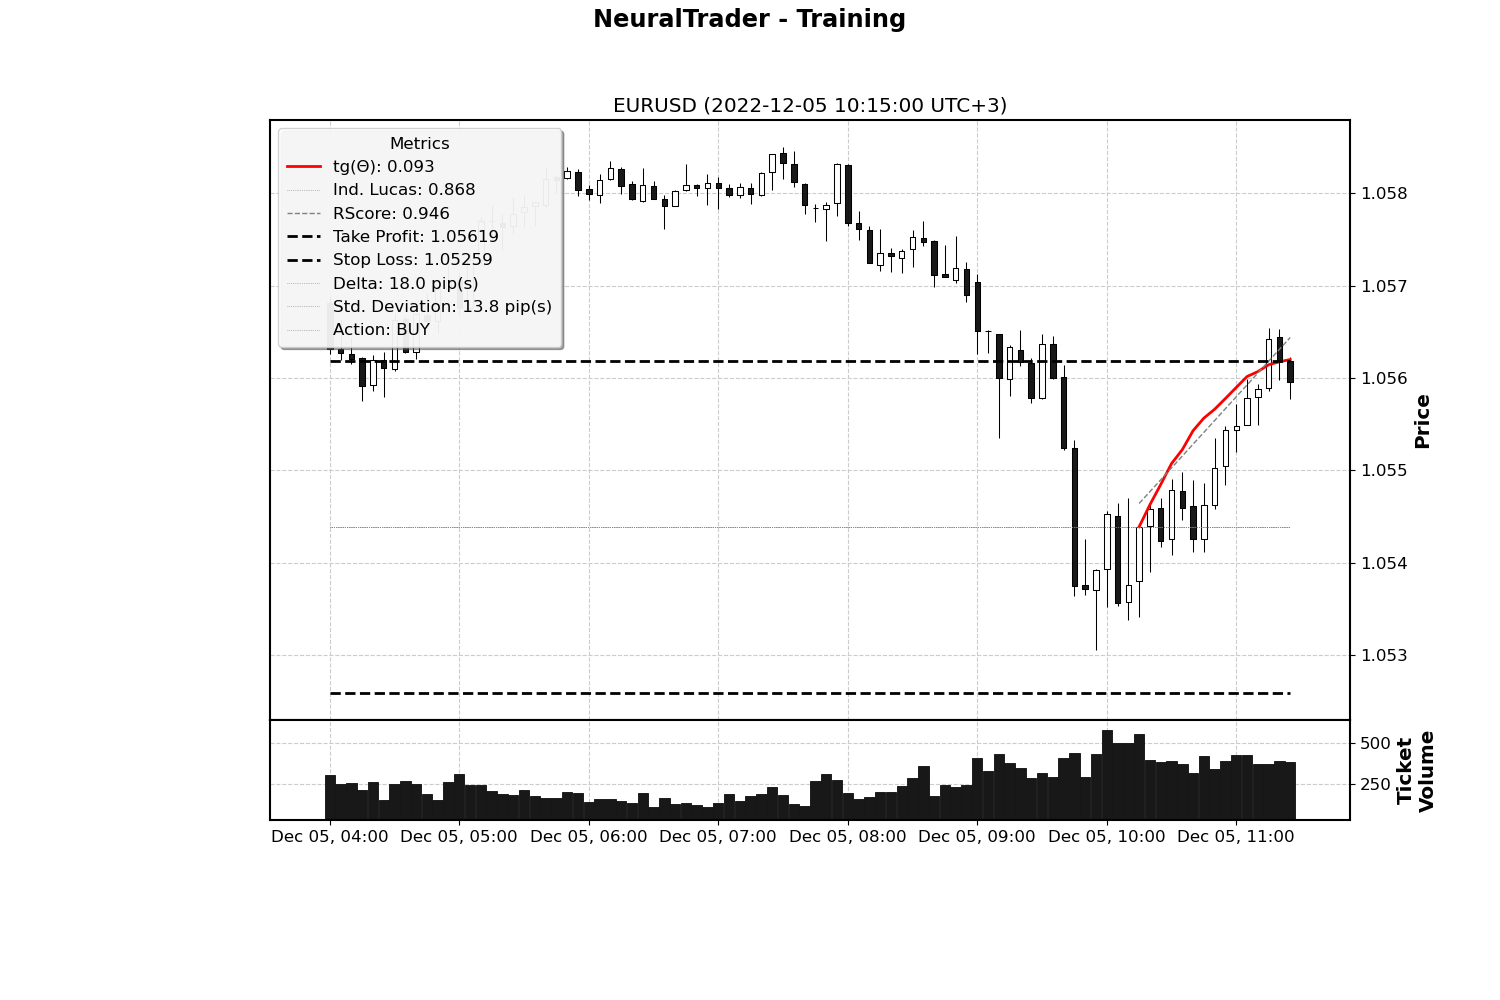 NeuralTrader - Training
EURUSD (2022-12-05 10:15:00 UTC+3)
Metrics
tg(Θ): 0.093
Ind. Lucas: 0.868
RScore: 0.946
Take Profit: 1.05619
Stop Loss: 1.05259
Delta: 18.0 pip(s)
Std. Deviation: 13.8 pip(s)
Action: BUY
1.058
1.057
1.056
1.055
1.054
1.053
Price
500
250
Ticket
Volume
Dec 05, 04:00
Dec 05, 05:00
Dec 05, 06:00
Dec 05, 07:00
Dec 05, 08:00
Dec 05, 09:00
Dec 05, 10:00
Dec 05, 11:00